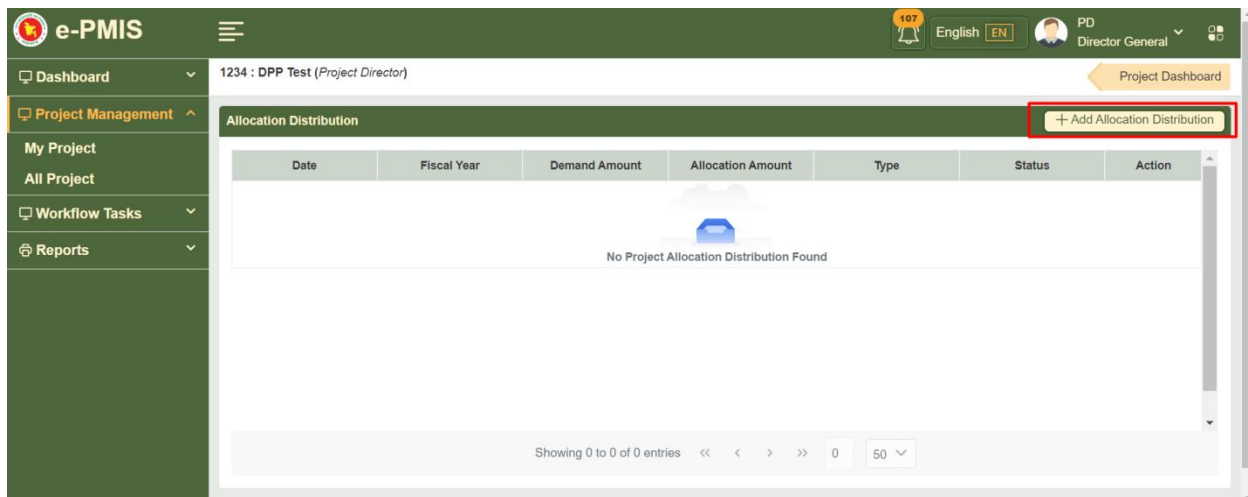 e-PMIS
107
English EN
PD
Director General
Dashboard
1234 : DPP Test (Project Director)
Project Dashboard
Project Management
Allocation Distribution
+ Add Allocation Distribution
My Project
All Project
Workflow Tasks
Reports
Date Fiscal Year Demand Amount Allocation Amount Type Status Action
No Project Allocation Distribution Found
Showing 0 to 0 of 0 entries << < > >> 0 50